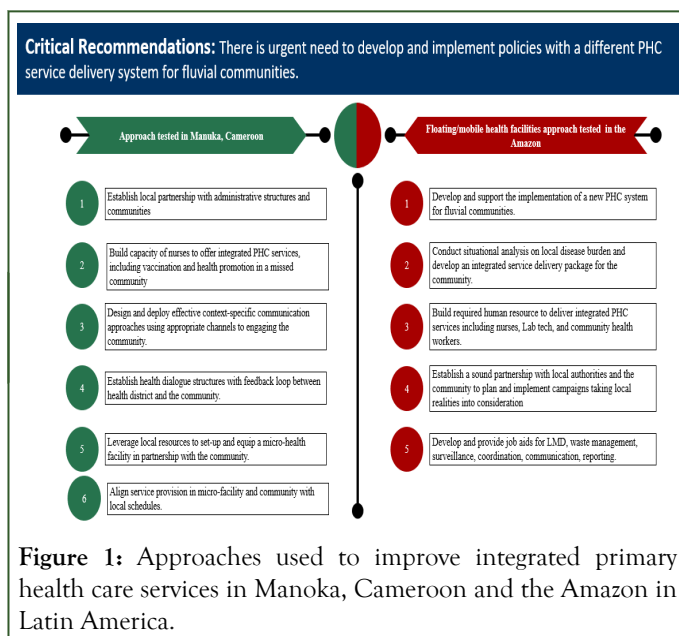 Critical Recommendations: There is urgent need to develop and implement policies with a different PHC
service delivery system for fluvial communities.
Approach tested in Manuka, Cameroon
1
Establish local partnership with administrative structures and
communities
2
Build capacity of nurses to offer integrated PHC services,
including vaccination and health promotion in a missed
community
3
Design and deploy effective context-specific communication
approaches using appropriate channels to engaging the
community.
4
Establish health dialogue structures with feedback loop between
health district and the community.
5
Leverage local resources to set-up and equip a micro-health
facility in partnership with the community.
6
Align service provision in micro-facility and community with
local schedules.
Floating/mobile health facilities approach tested in the
Amazon
1
Develop and support the implementation of a new PHC system
for fluvial communities.
2
Conduct situational analysis on local disease burden and
develop an integrated service delivery package for the
community.
3
Build required human resource to deliver integrated PHC
services including nurses, Lab tech, and community health
workers.
4
Establish a sound partnership with local authorities and the
community to plan and implement campaigns taking local
realities into consideration
5
Develop and provide job aids for LMD, waste management,
surveillance, coordination, communication, reporting.
Figure 1: Approaches used to improve integrated primary
health care services in Manoka, Cameroon and the Amazon in
Latin America.